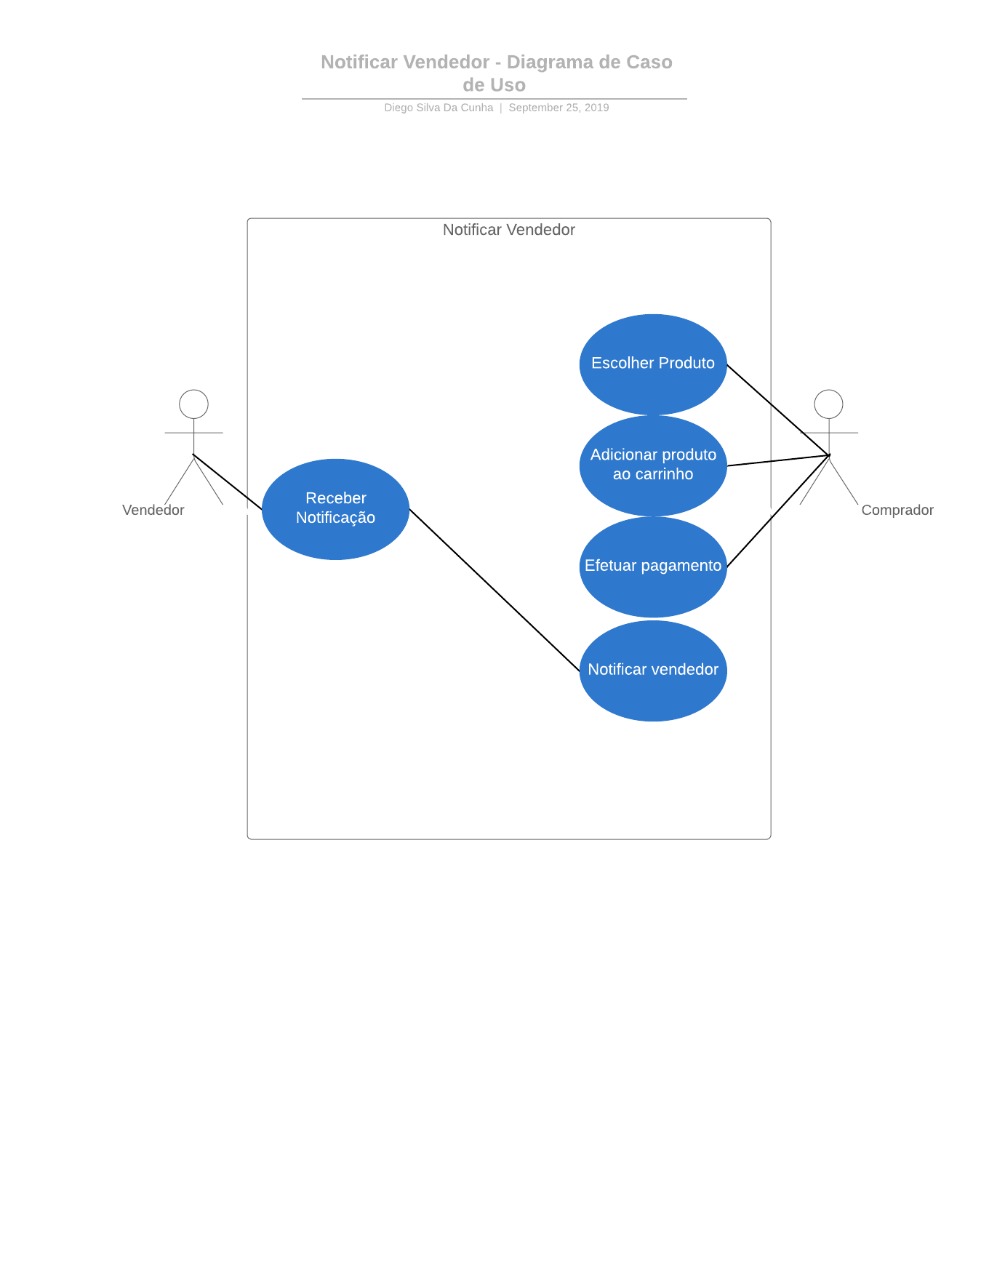 Notificar Vendedor - Diagrama de Caso
de Uso
Diego Silva Da Cunha | September 25, 2019
Notificar Vendedor
Escolher Produto
Adicionar produto
ao carrinho
Receber
Notificação
Vendedor
Comprador
Efetuar pagamento
Notificar vendedor